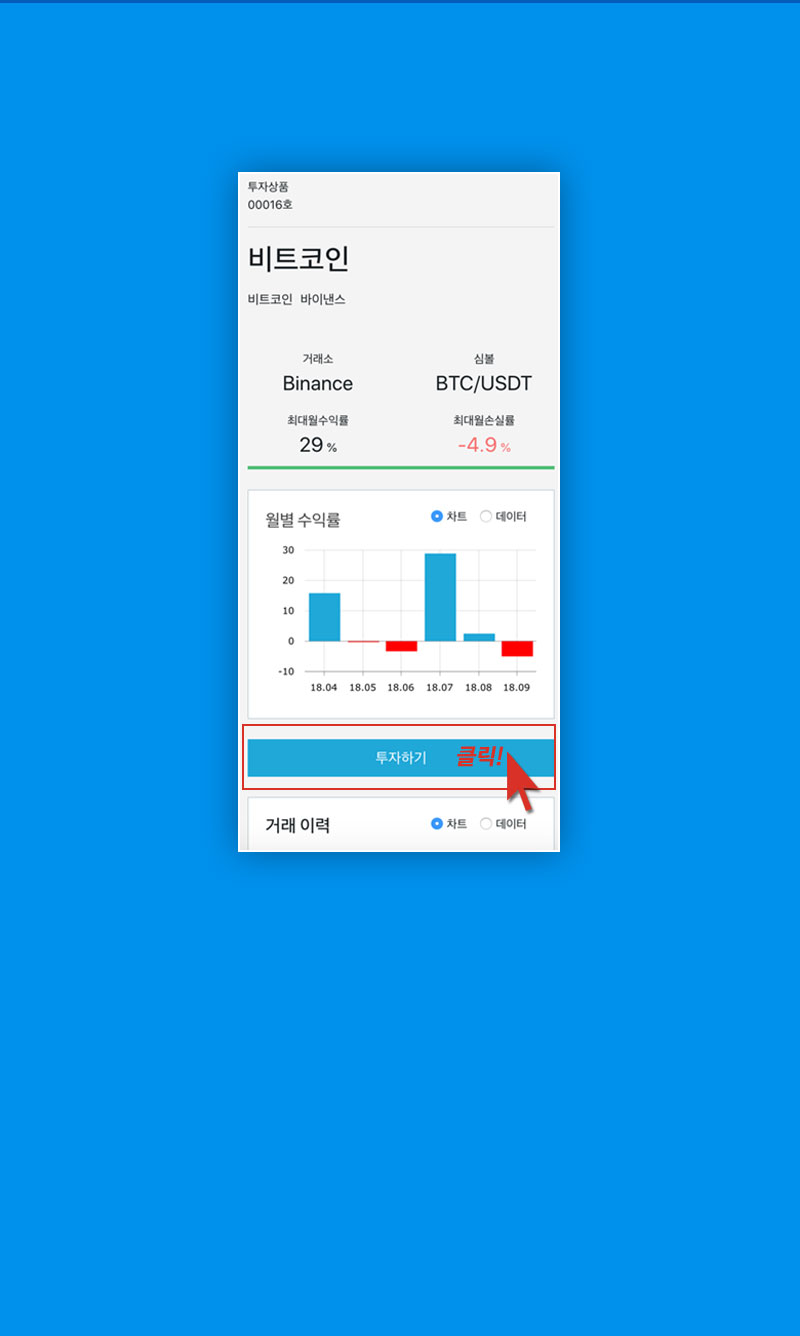 투자상품
00016호
비트코인
비트코인 바이낸스
거래소 심볼
Binance BTC/USDT
최대월수익률 최대월손실률
29 % -4.9 %
월별 수익률 차트 데이터
30
20
10
0
-10
18.04 18.05 18.06 18.07 18.08 18.09
투자하기 클릭!
거래 이력 차트 데이터